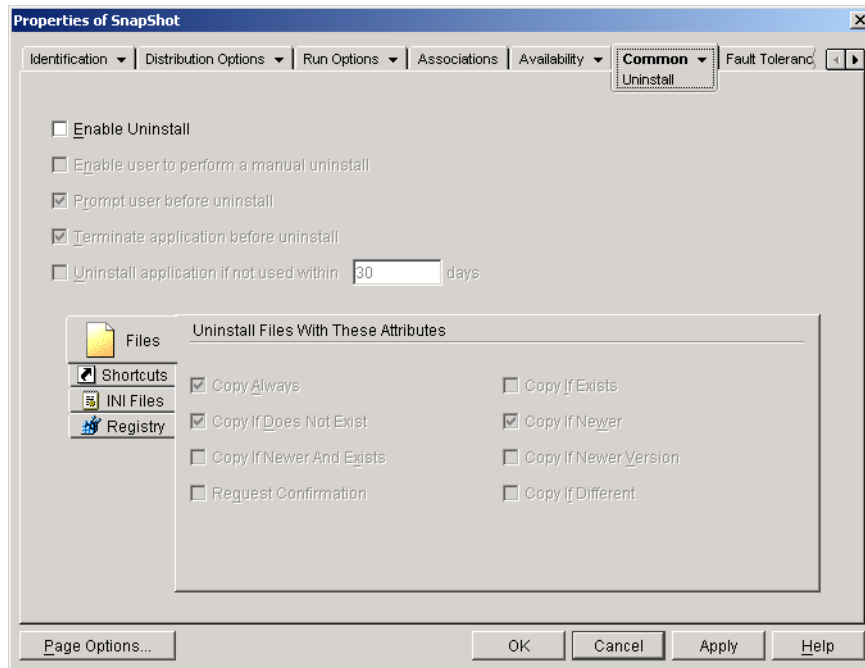 Properties of SnapShot
Identification Distribution Options Run Options Associations Availability Common Fault Toleranc
Uninstall
Enable Uninstall
Enable user to perform a manual uninstall
Prompt user before uninstall
Terminate application before uninstall
Uninstall application if not used within 30 days
Files
Shortcuts
INI Files
Registry
Uninstall Files With These Attributes
Copy Always Copy If Exists
Copy If Does Not Exist Copy If Newer
Copy If Newer And Exists Copy If Newer Version
Request Confirmation Copy If Different
Page Options... OK Cancel Apply Help